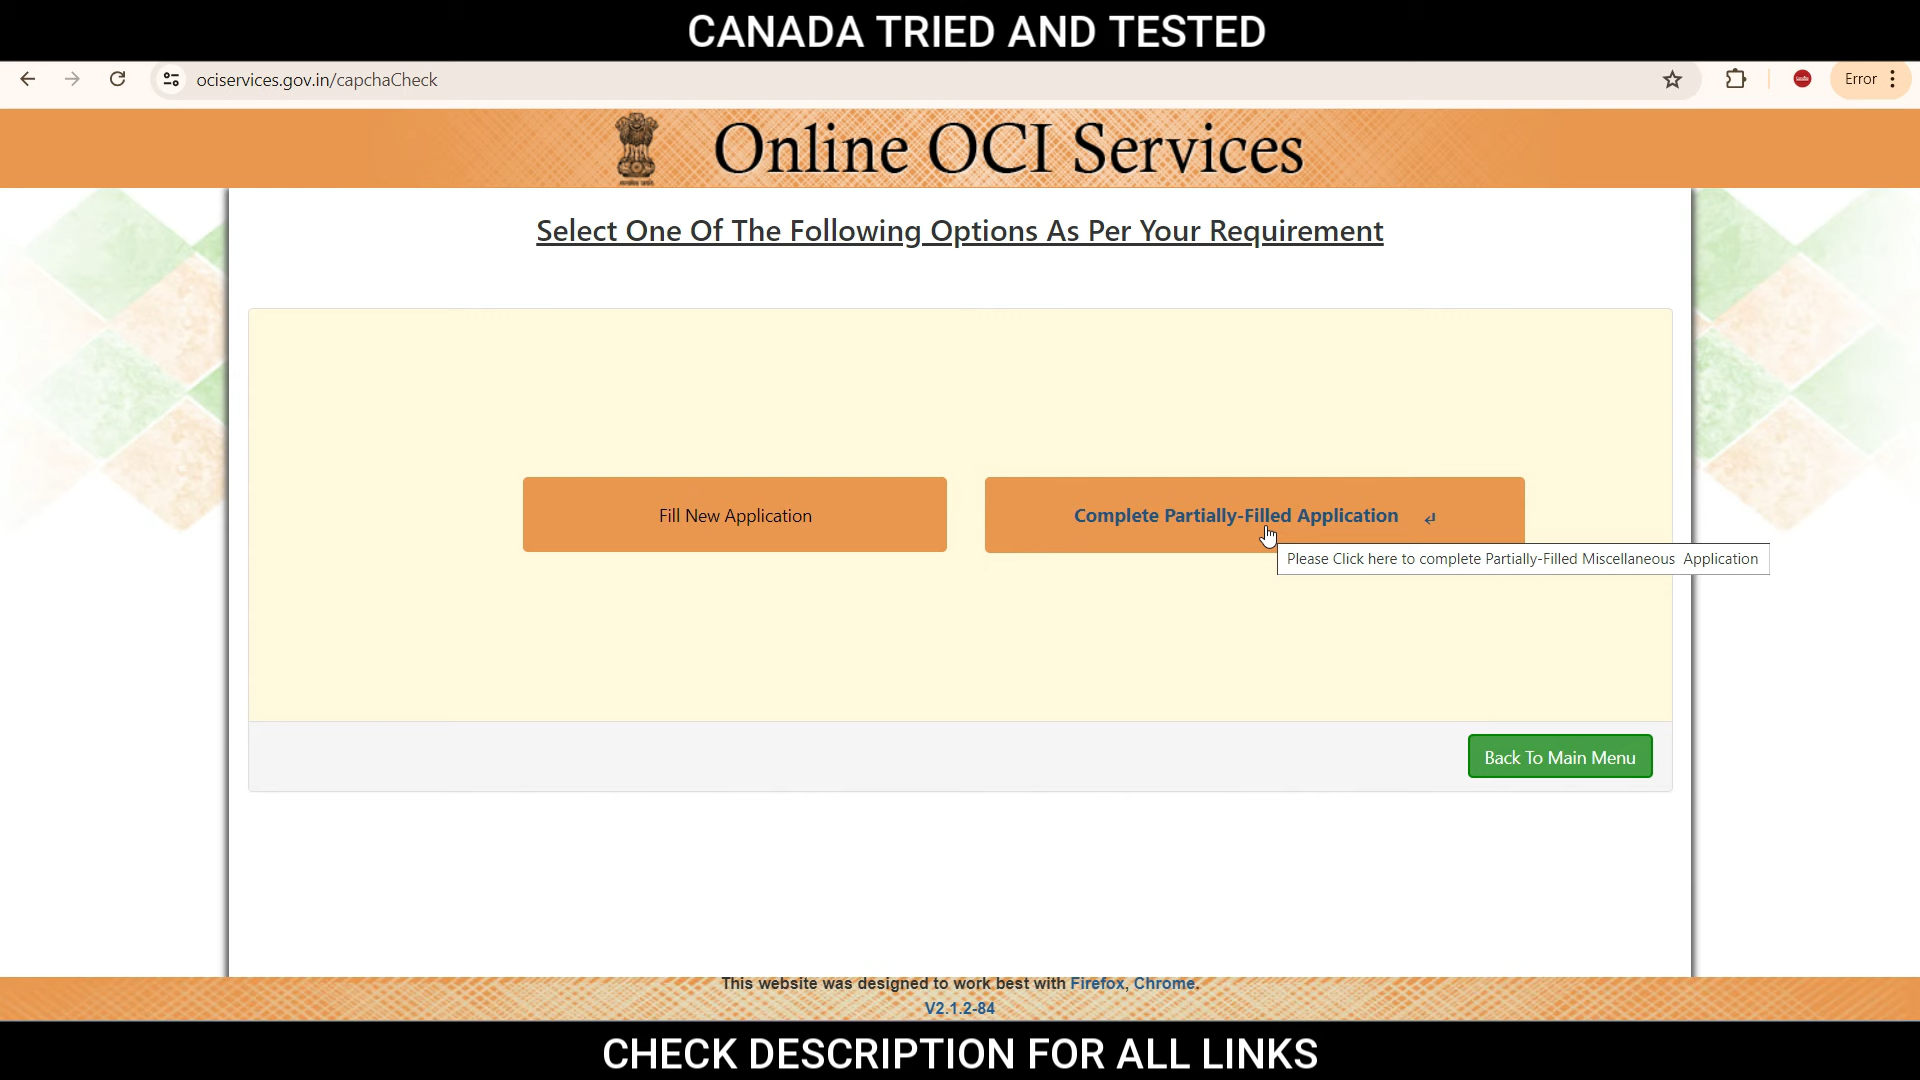 CANADA TRIED AND TESTED
ociservices.gov.in/capchaCheck
Error
Online OCI Services
Select One Of The Following Options As Per Your Requirement
Fill New Application
Complete Partially-Filled Application
Please Click here to complete Partially-Filled Miscellaneous Application
Back To Main Menu
This website was designed to work best with Firefox, Chrome.
V2.1.2-84
CHECK DESCRIPTION FOR ALL LINKS